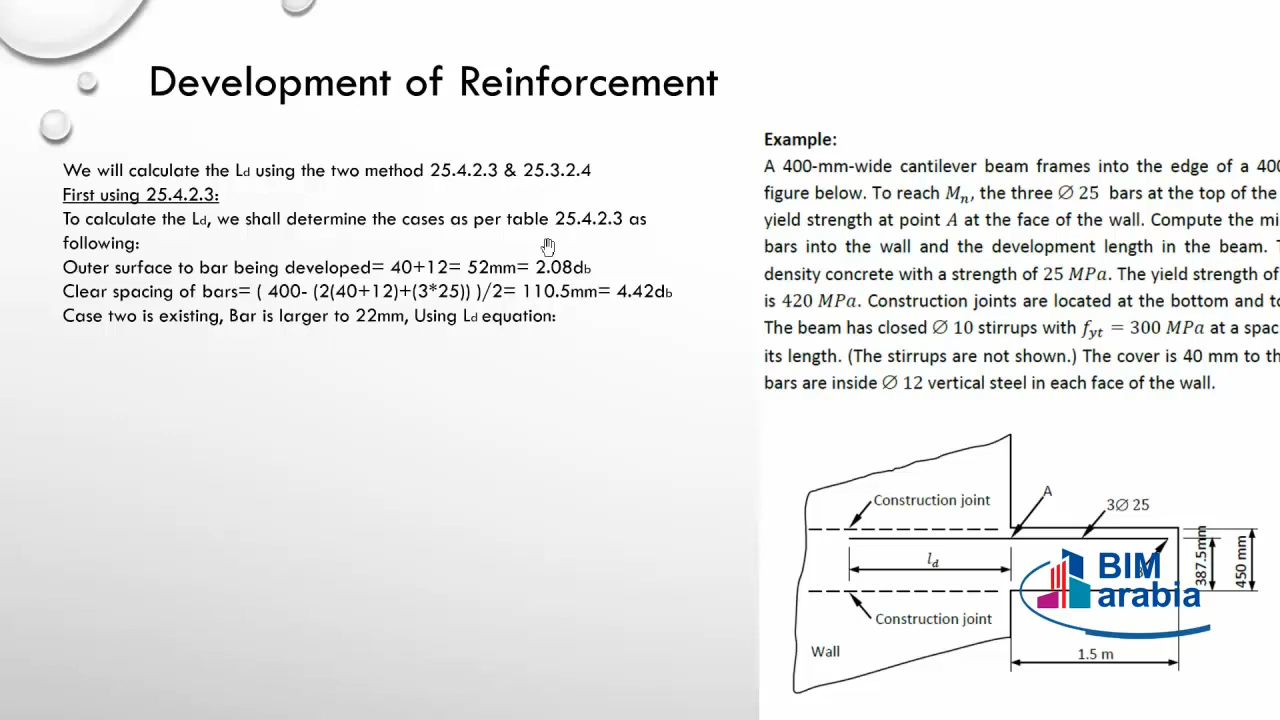 Development of Reinforcement
We will calculate the Ld using the two method 25.4.2.3 & 25.3.2.4
First using 25.4.2.3:
To calculate the Ld, we shall determine the cases as per table 25.4.2.3 as
following:
Outer surface to bar being developed= 40+12= 52mm= 2.08db
Clear spacing of bars= ( 400- (2(40+12)+(3*25)) )/2= 110.5mm= 4.42db
Case two is existing, Bar is larger to 22mm, Using Ld equation:
Example:
A 400-mm-wide cantilever beam frames into the edge of a 400
figure below. To reach Mn, the three ∅ 25 bars at the top of the
yield strength at point A at the face of the wall. Compute the mi
bars into the wall and the development length in the beam. T
density concrete with a strength of 25 MPa. The yield strength of
is 420 MPa. Construction joints are located at the bottom and to
The beam has closed ∅ 10 stirrups with fyt = 300 MPa at a spac
its length. (The stirrups are not shown.) The cover is 40 mm to th
bars are inside ∅ 12 vertical steel in each face of the wall.
Construction joint
A
3∅ 25
ld
387.5mm
450 mm
BIM
arabia
Construction joint
Wall
1.5 m